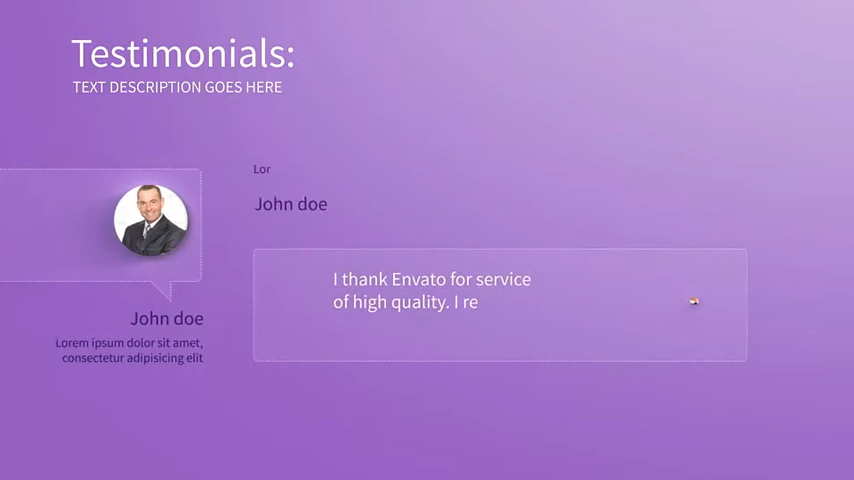 Testimonials:
TEXT DESCRIPTION GOES HERE
Lor
John doe
I thank Envato for service
of high quality. I re
John doe
Lorem ipsum dolor sit amet,
consectetur adipisicing elit